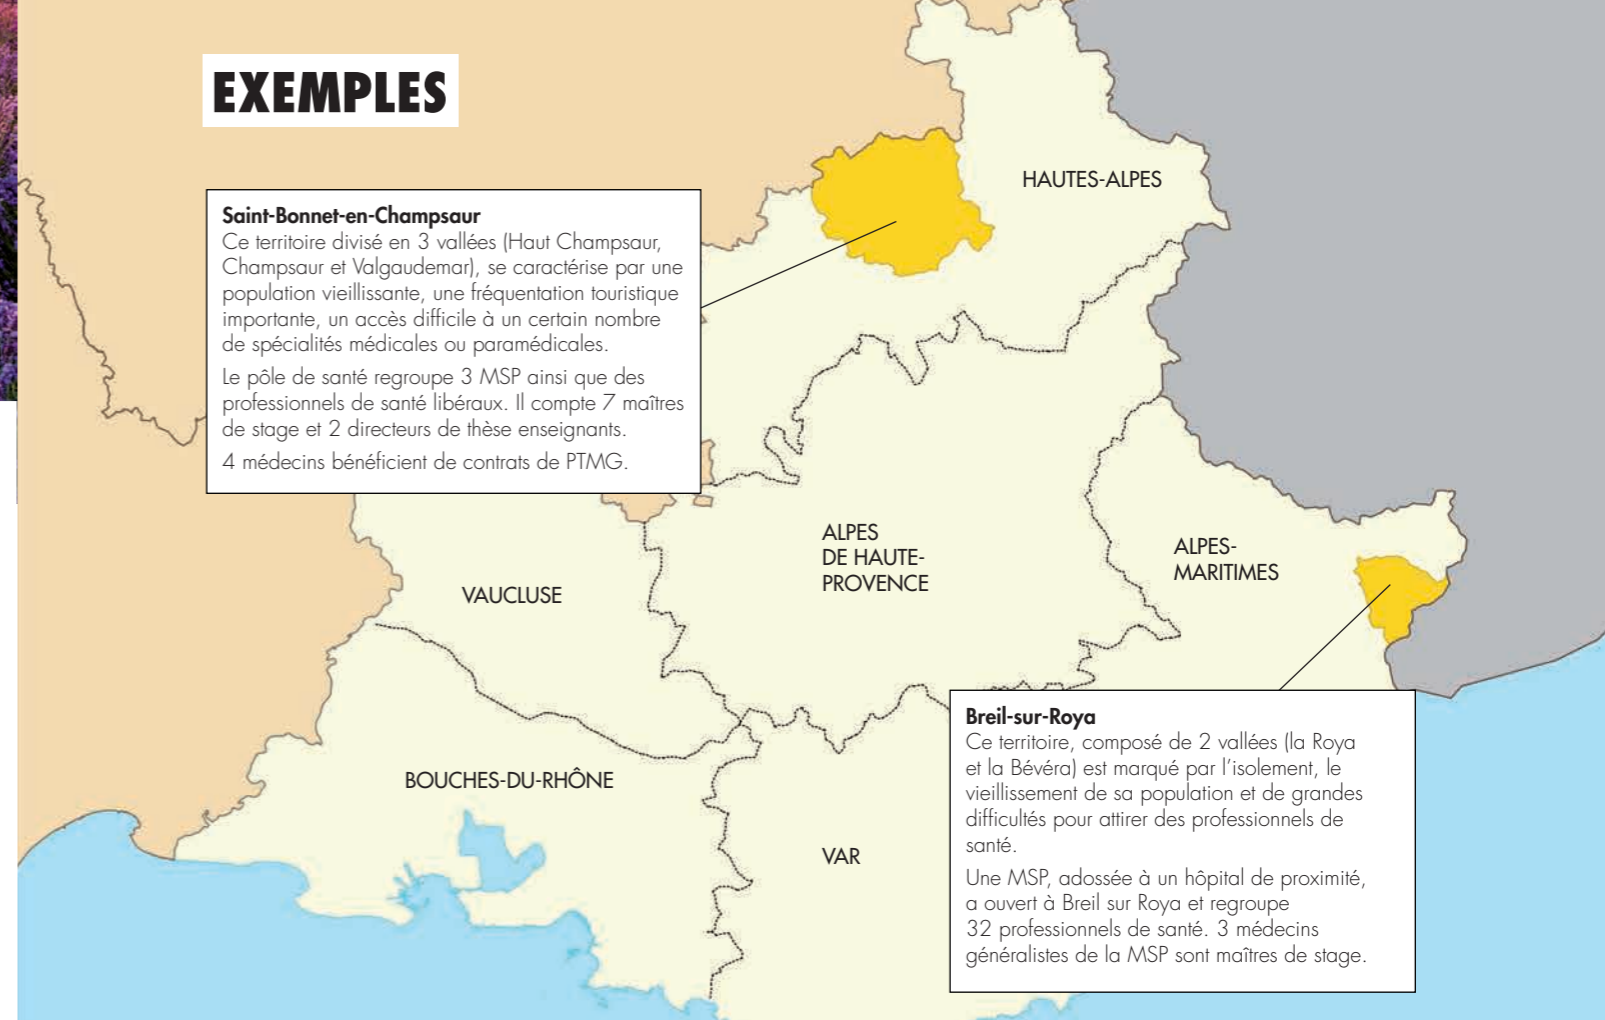 EXEMPLES
Saint-Bonnet-en-Champsaur
Ce territoire divisé en 3 vallées (Haut Champsaur,
Champsaur et Valgaudemar), se caractérise par une
population vieillissante, une fréquentation touristique
importante, un accès difficile à un certain nombre
de spécialités médicales ou paramédicales.
Le pôle de santé regroupe 3 MSP ainsi que des
professionnels de santé libéraux. Il compte 7 maîtres
de stage et 2 directeurs de thèse enseignants.
4 médecins bénéficient de contrats de PTMG.
HAUTES-ALPES
ALPES
DE HAUTE-
PROVENCE
ALPES-
MARITIMES
VAUCLUSE
BOUCHES-DU-RHÔNE
VAR
Breil-sur-Roya
Ce territoire, composé de 2 vallées (la Roya
et la Bévéra) est marqué par l'isolement, le
vieillissement de sa population et de grandes
difficultés pour attirer des professionnels de
santé.
Une MSP, adossée à un hôpital de proximité,
a ouvert à Breil sur Roya et regroupe
32 professionnels de santé. 3 médecins
généralistes de la MSP sont maîtres de stage.